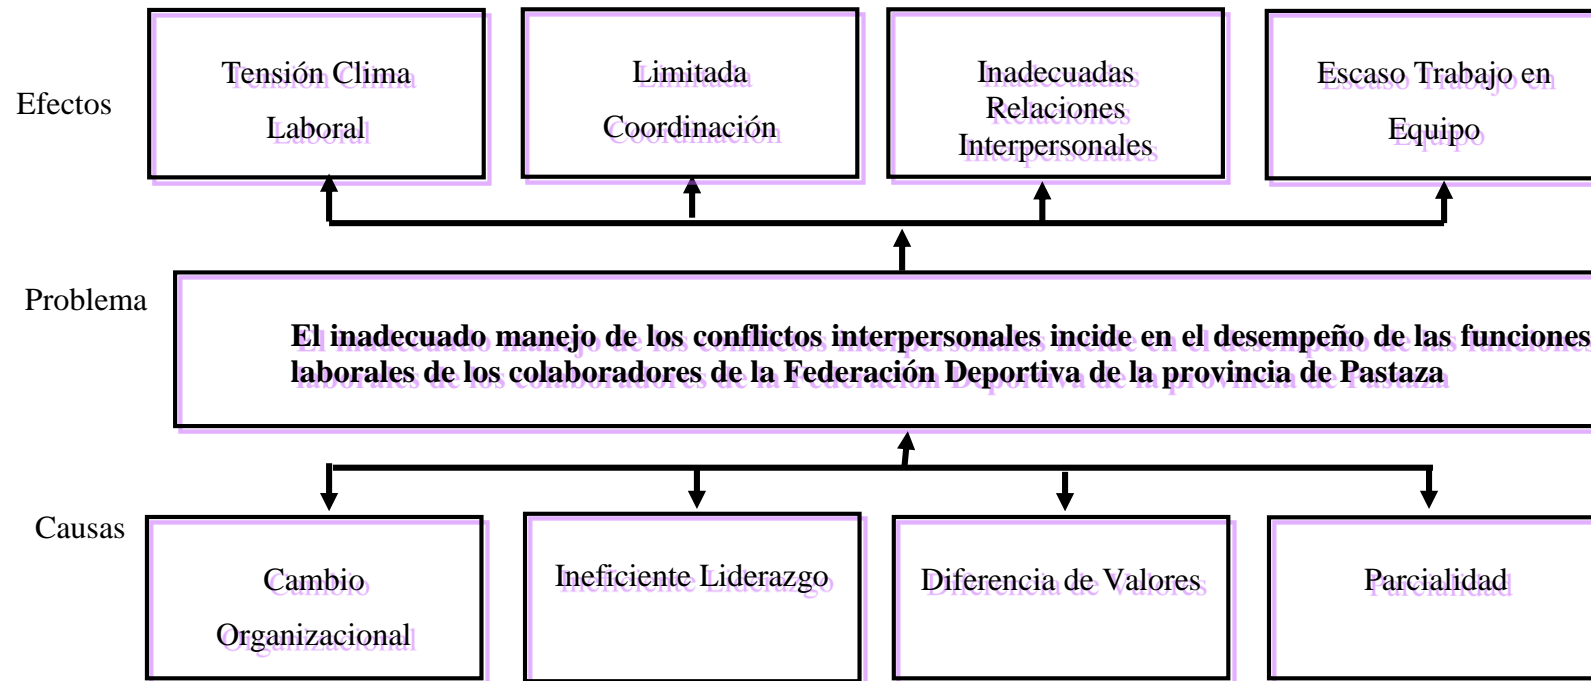 Efectos
Tensión Clima
Laboral
Limitada
Coordinación
Inadecuadas
Relaciones
Interpersonales
Escaso Trabajo en
Equipo
Problema
El inadecuado manejo de los conflictos interpersonales incide en el desempeño de las funciones
laborales de los colaboradores de la Federación Deportiva de la provincia de Pastaza
Causas
Cambio
Organizacional
Ineficiente Liderazgo
Diferencia de Valores
Parcialidad